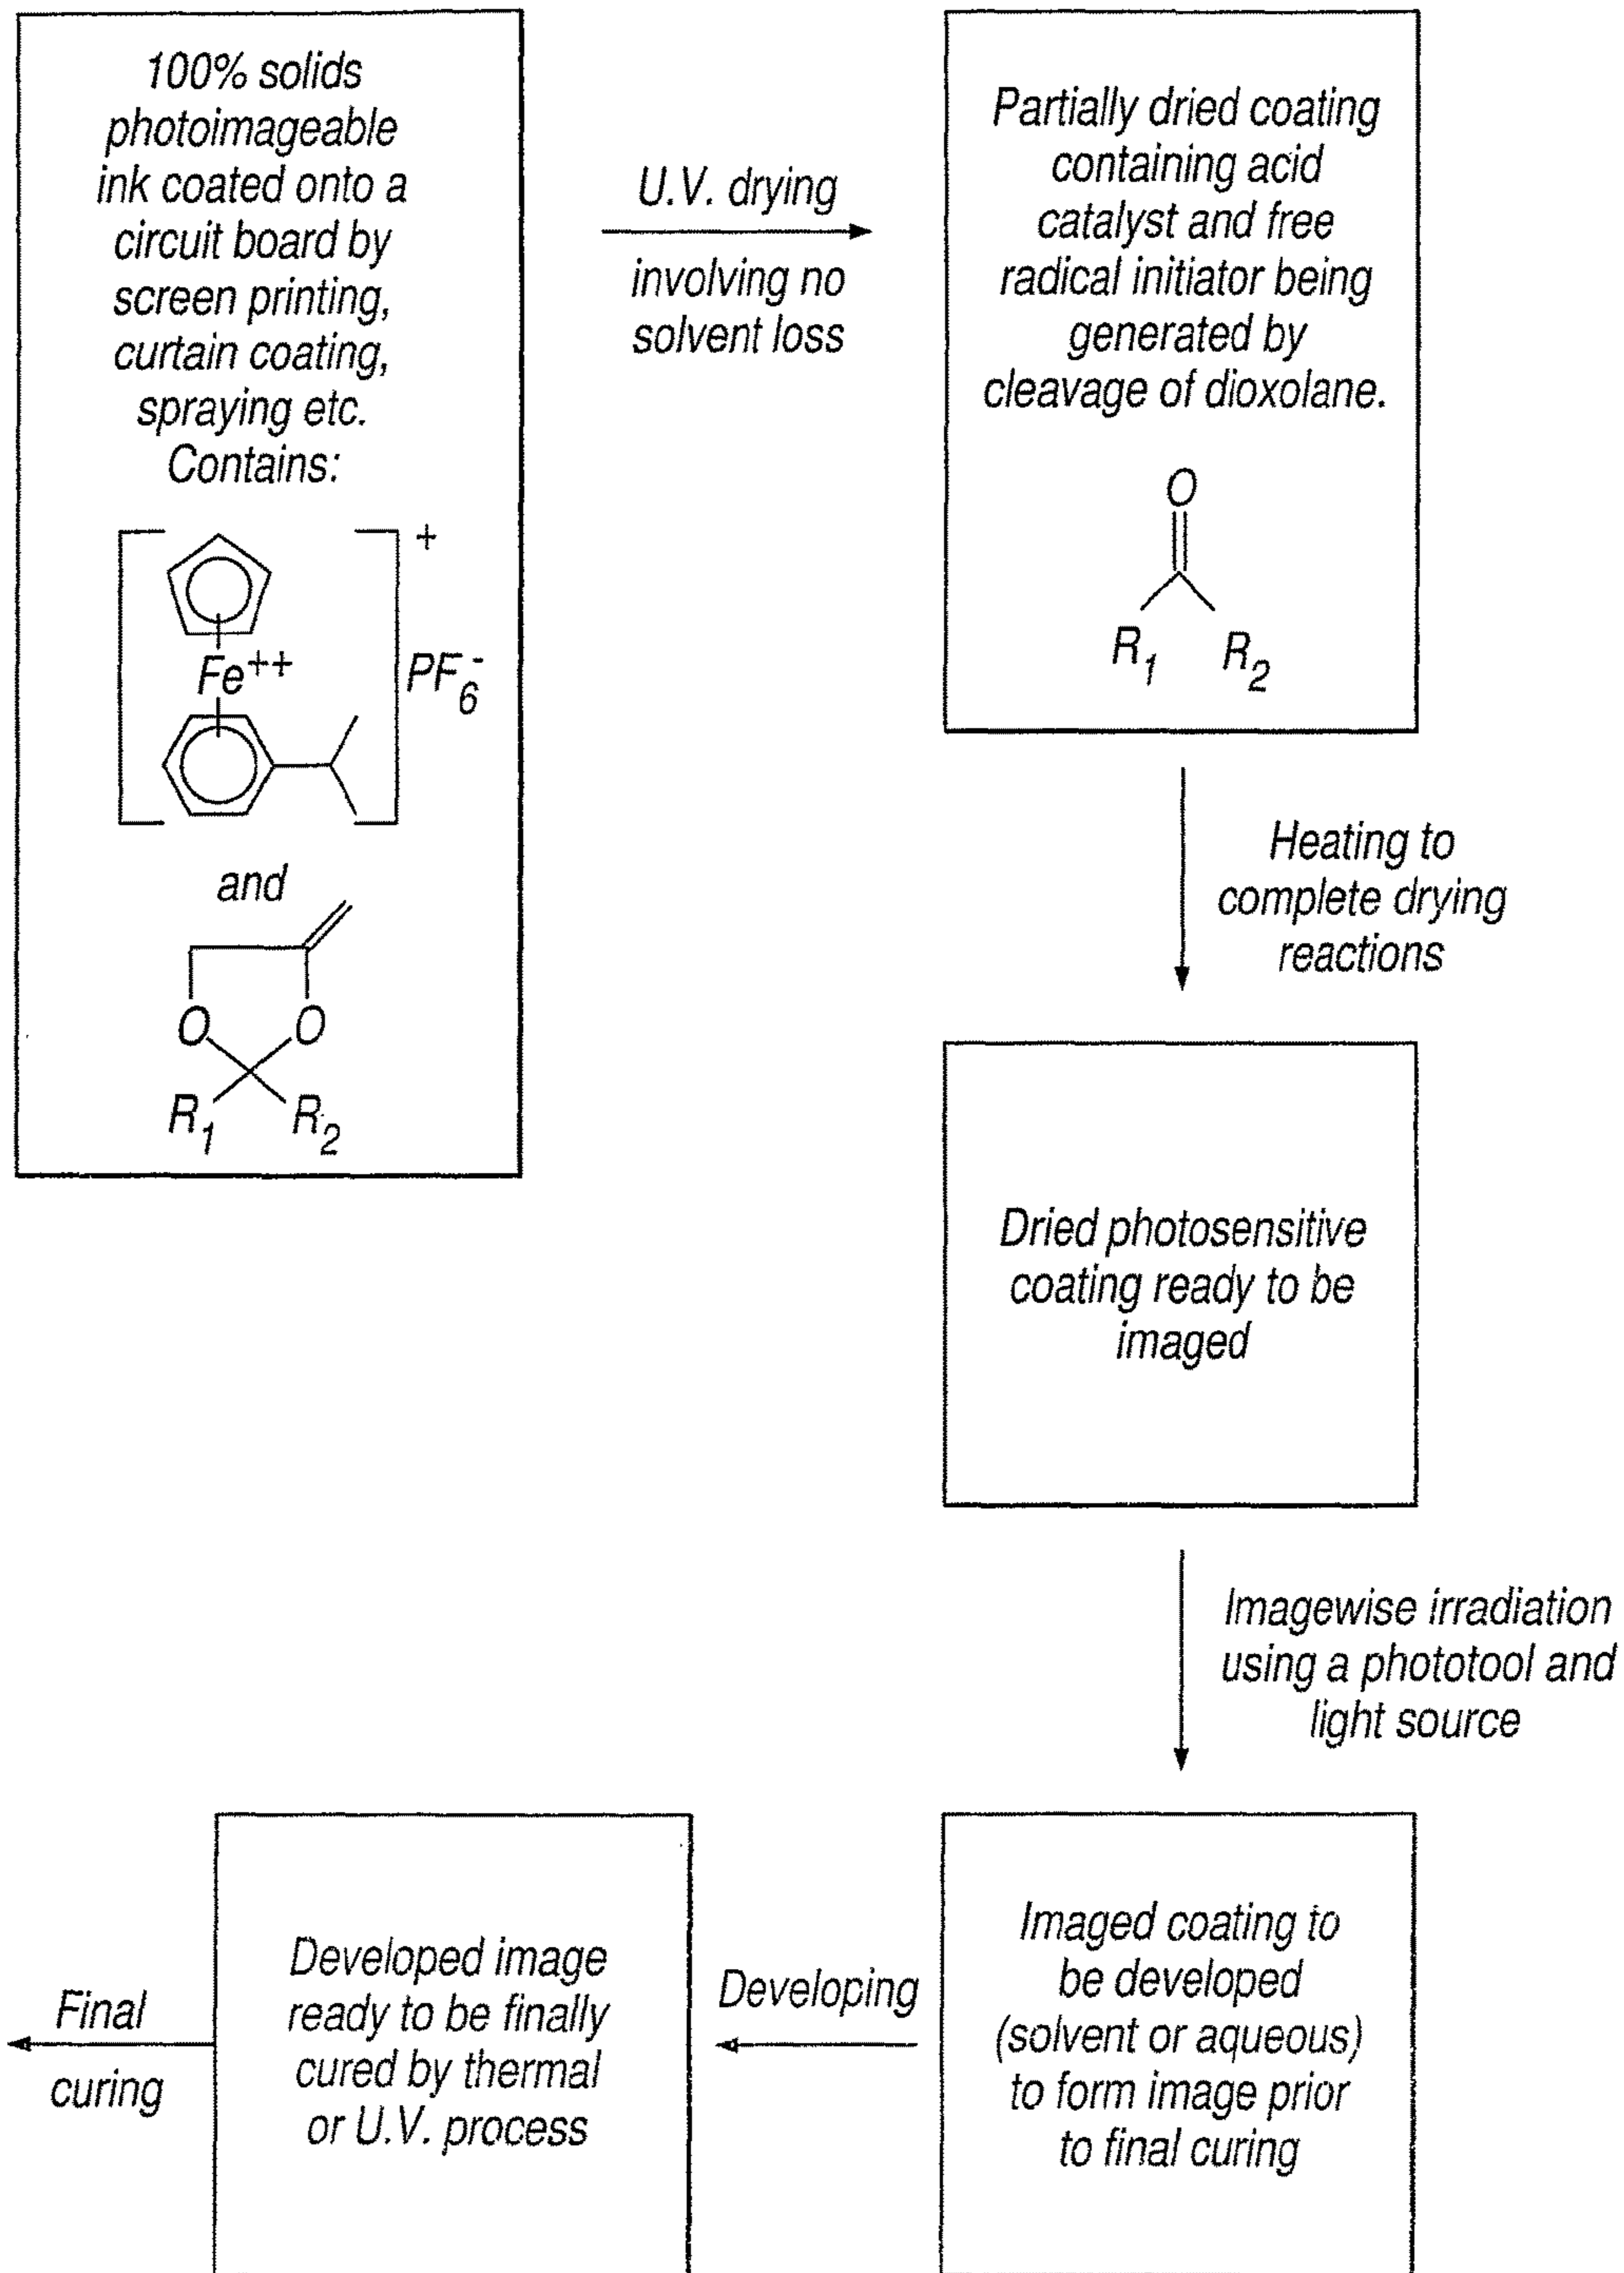 100% solids
photoimageable
ink coated onto a
circuit board by
screen printing,
curtain coating,
spraying etc.
Contains:
+
Fe++
PF6-
and
O O
R1 R2
U.V. drying
involving no
solvent loss
Partially dried coating
containing acid
catalyst and free
radical initiator being
generated by
cleavage of dioxolane.
O
R1 R2
Heating to
complete drying
reactions
Dried photosensitive
coating ready to be
imaged
Imagewise irradiation
using a phototool and
light source
Imaged coating to
be developed
(solvent or aqueous)
to form image prior
to final curing
Developing
Developed image
ready to be finally
cured by thermal
or U.V. process
Final
curing